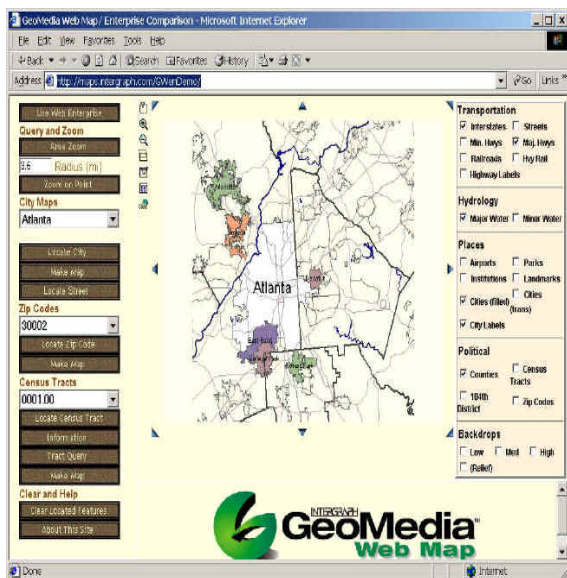 GeoMedia Web Map / Enterprise Comparison - Microsoft Internet Explorer
File Edit View Favorites Tools Help
Back Search Favorites History
Address http://maps.intergraph.com/GWenDemo/ Go Links »
Use Web Enterprise
Query and Zoom
Area Zoom
Radius (mi)
Zoom on Point
City Maps
Atlanta
Locate City
Make Map
Locate Street
Zip Codes
30002
Locate Zip Code
Make Map
Census Tracts
0001.00
Locate Census Tract
Information
Tract Query
Make Map
Clear and Help
Clear Located Features
About This Site
Marietta
Atlanta
East Point
Transportation
Interstates Streets
Min. Hwys Maj. Hwys
Railroads Hvy Rail
Highway Labels
Hydrology
Major Water Minor Water
Places
Airports Parks
Institutions Landmarks
Cities (filled) Cities (trans)
City Labels
Political
Counties Census Tracts
104th District Zip Codes
Backdrops
Low Med High
(Relief)
INTERGRAPH
GeoMedia™
Web Map
Done Internet